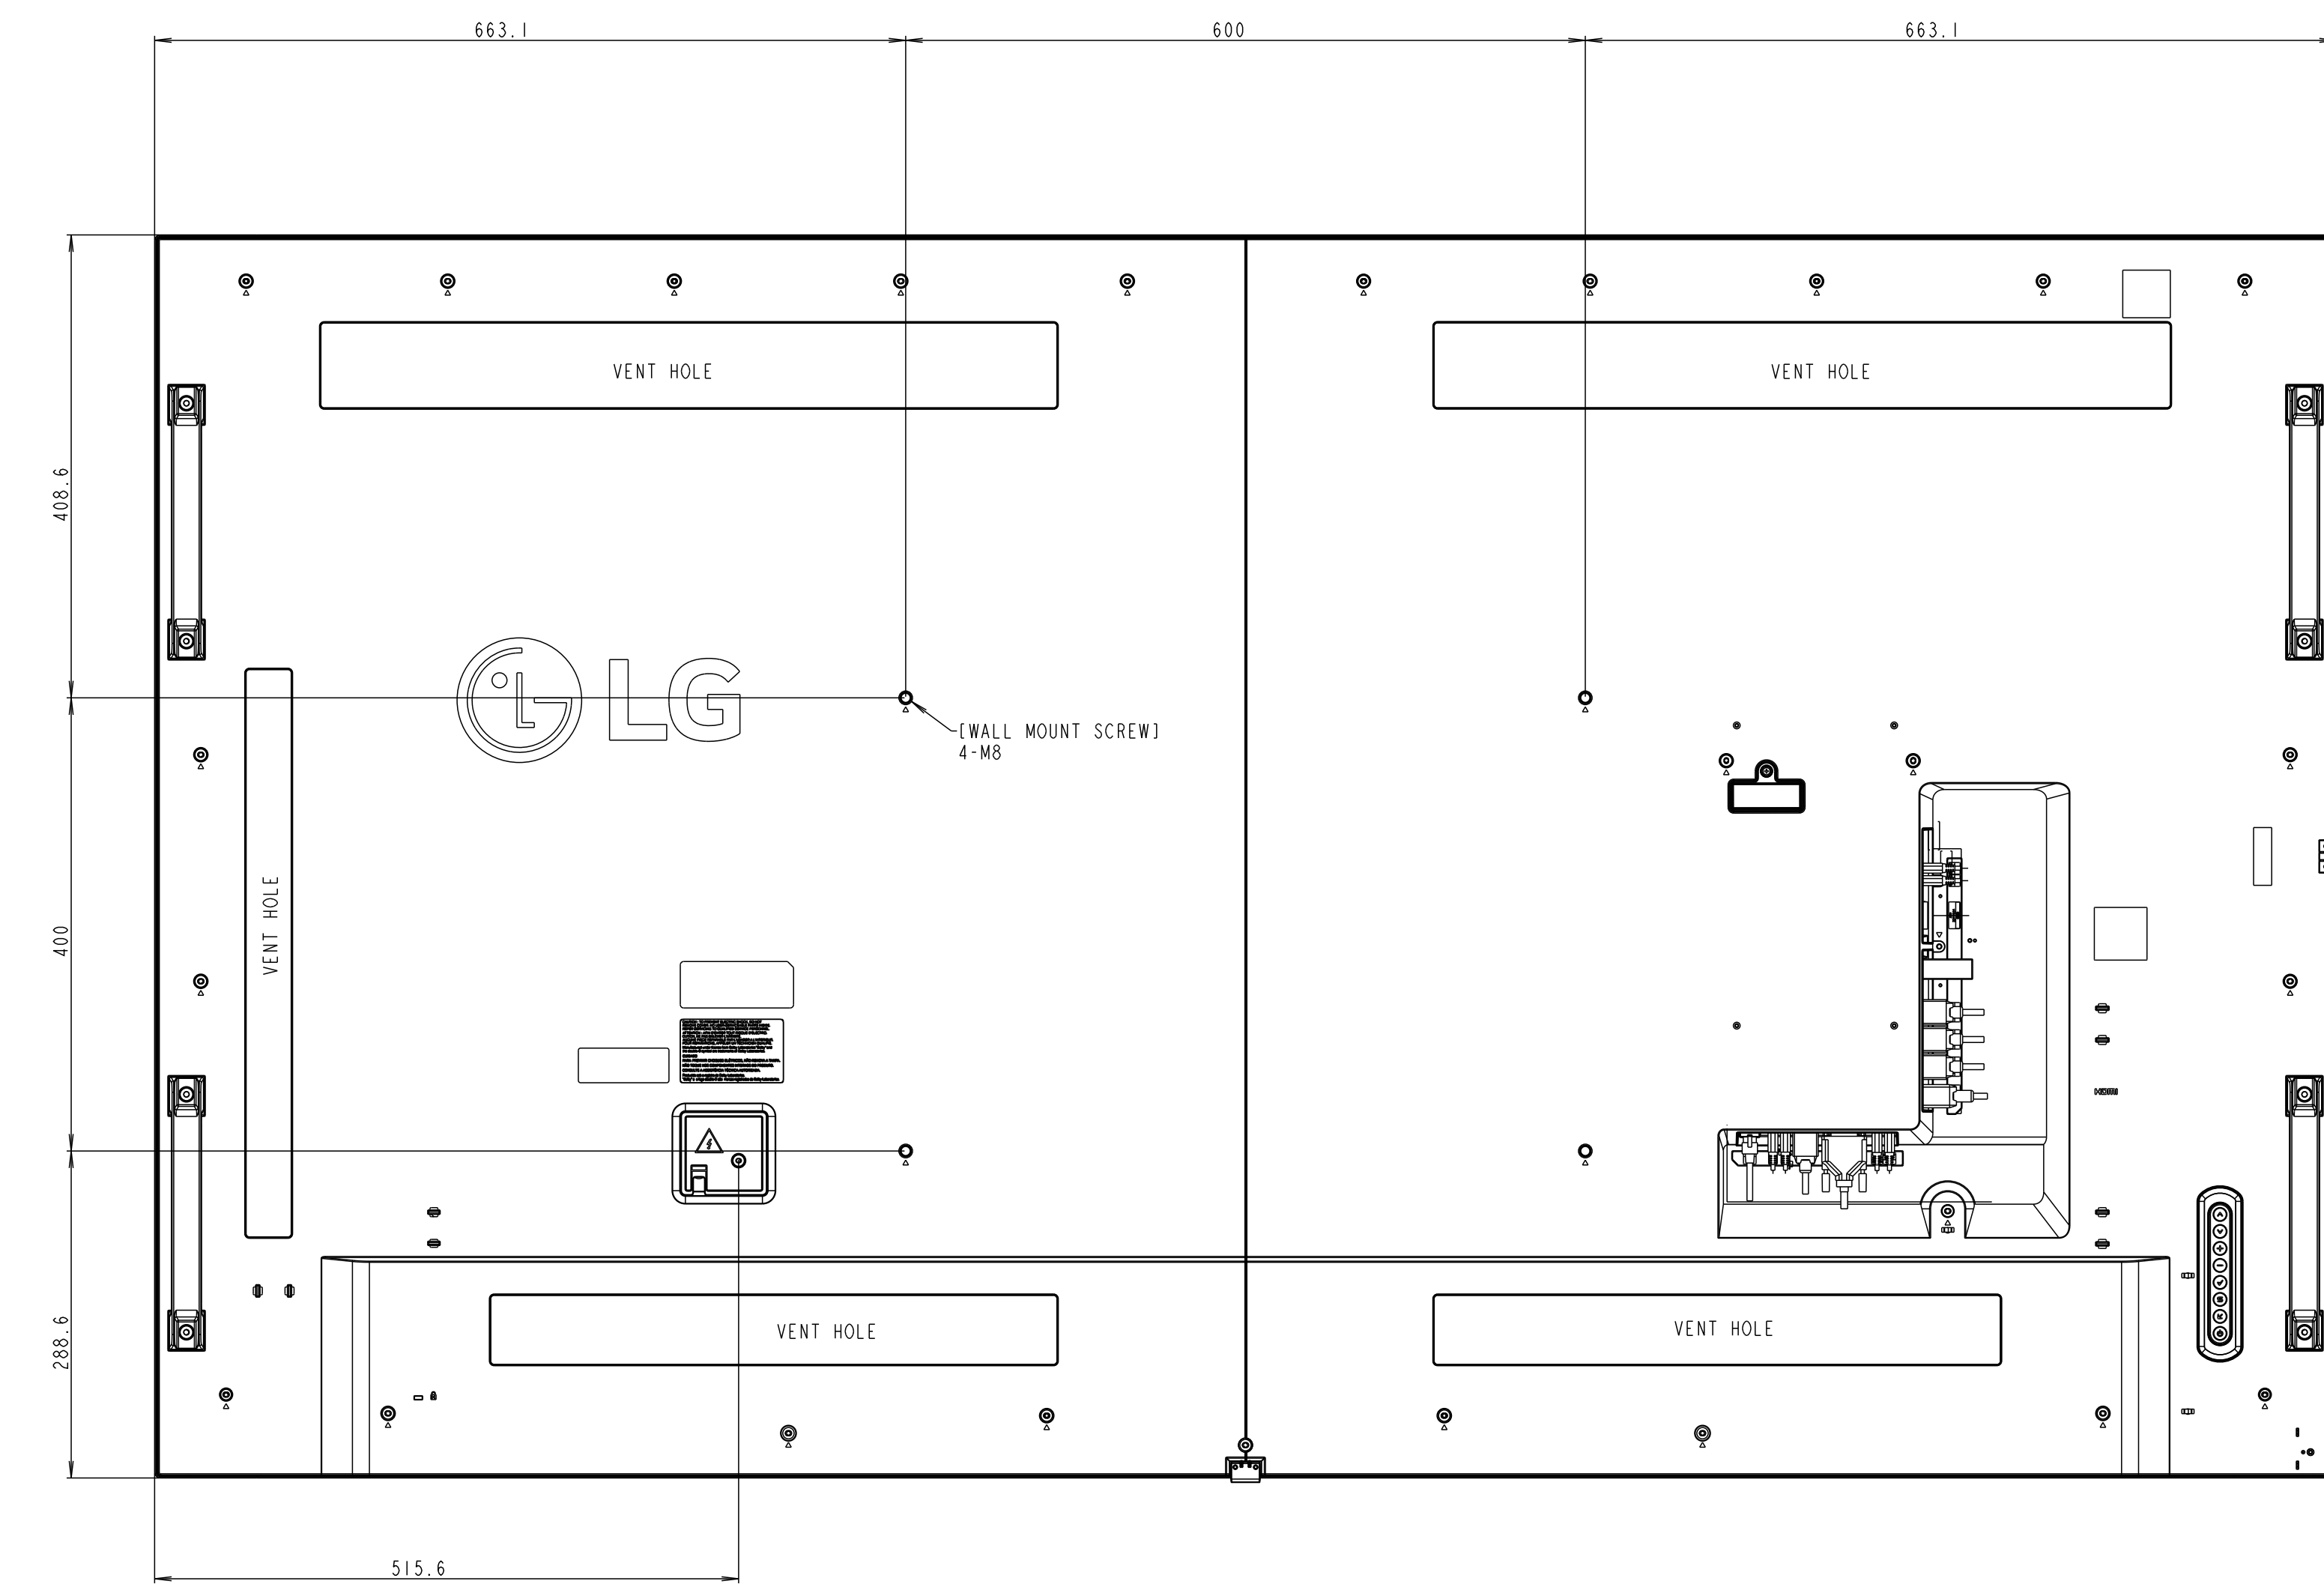 663.1
600
663.1
VENT HOLE
VENT HOLE
408.6
LG
[WALL MOUNT SCREW]
4-M8
VENT HOLE
400
HDMI
288.6
VENT HOLE
VENT HOLE
515.6